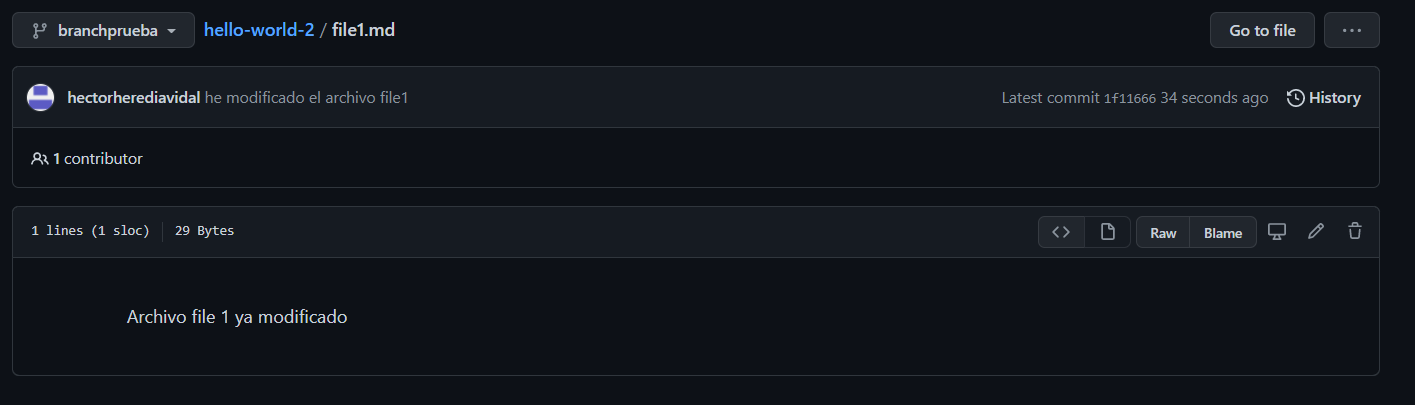 branchprueba hello-world-2 / file1.md Go to file ...
hectorherediavidal he modificado el archivo file1 Latest commit 1f11666 34 seconds ago History
1 contributor
1 lines (1 sloc) 29 Bytes <> Raw Blame
Archivo file 1 ya modificado